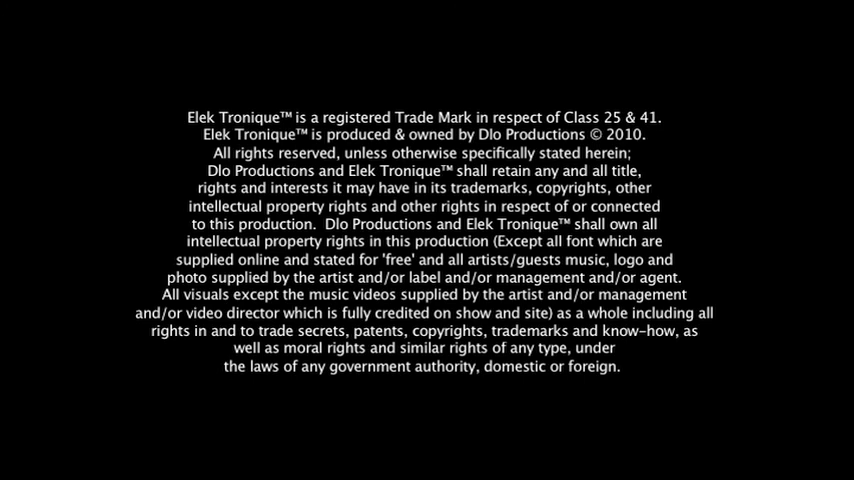 Elek Tronique™ is a registered Trade Mark in respect of Class 25 & 41.
Elek Tronique™ is produced & owned by Dlo Productions © 2010.
All rights reserved, unless otherwise specifically stated herein;
Dlo Productions and Elek Tronique™ shall retain any and all title,
rights and interests it may have in its trademarks, copyrights, other
intellectual property rights and other rights in respect of or connected
to this production.  Dlo Productions and Elek Tronique™ shall own all
intellectual property rights in this production (Except all font which are
supplied online and stated for 'free' and all artists/guests music, logo and
photo supplied by the artist and/or label and/or management and/or agent.
All visuals except the music videos supplied by the artist and/or management
and/or video director which is fully credited on show and site) as a whole including all
rights in and to trade secrets, patents, copyrights, trademarks and know-how, as
well as moral rights and similar rights of any type, under
the laws of any government authority, domestic or foreign.